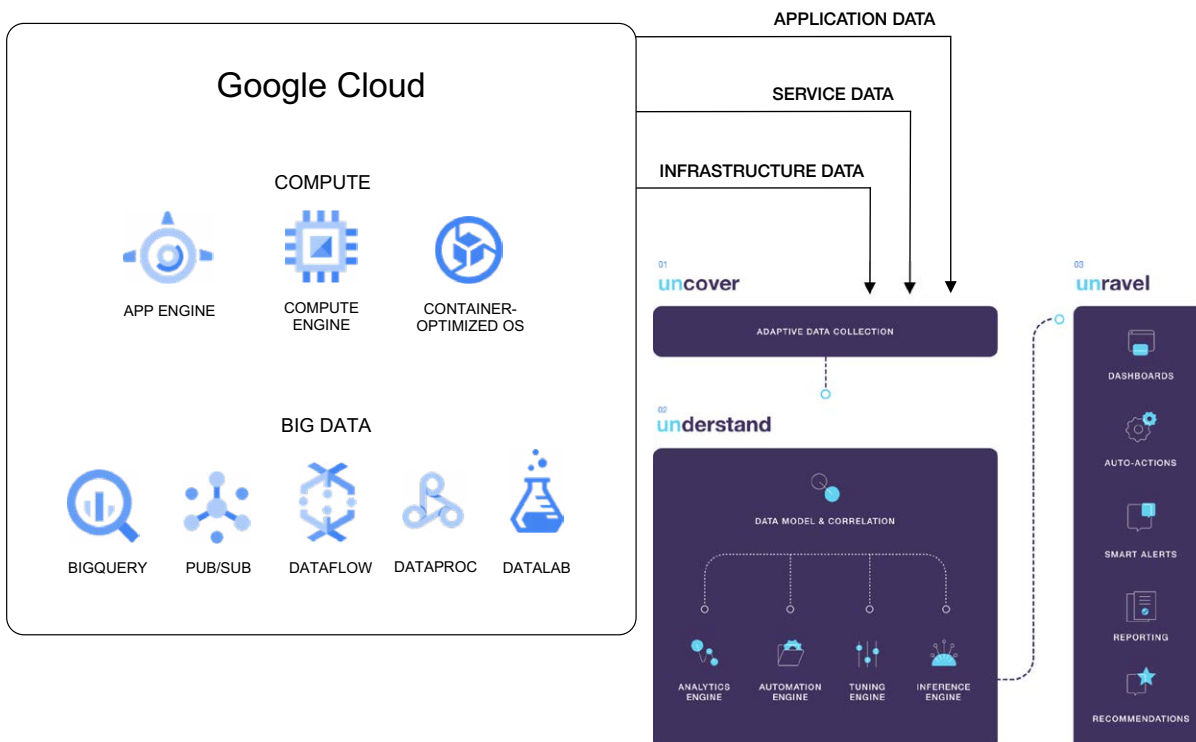 APPLICATION DATA
Google Cloud
SERVICE DATA
INFRASTRUCTURE DATA
COMPUTE
APP ENGINE
COMPUTE
ENGINE
CONTAINER-
OPTIMIZED OS
BIG DATA
BIGQUERY
PUB/SUB
DATAFLOW
DATAPROC
DATALAB
01
uncover
ADAPTIVE DATA COLLECTION
02
understand
DATA MODEL & CORRELATION
ANALYTICS
ENGINE
AUTOMATION
ENGINE
TUNING
ENGINE
INFERENCE
ENGINE
03
unravel
DASHBOARDS
AUTO-ACTIONS
SMART ALERTS
REPORTING
RECOMMENDATIONS